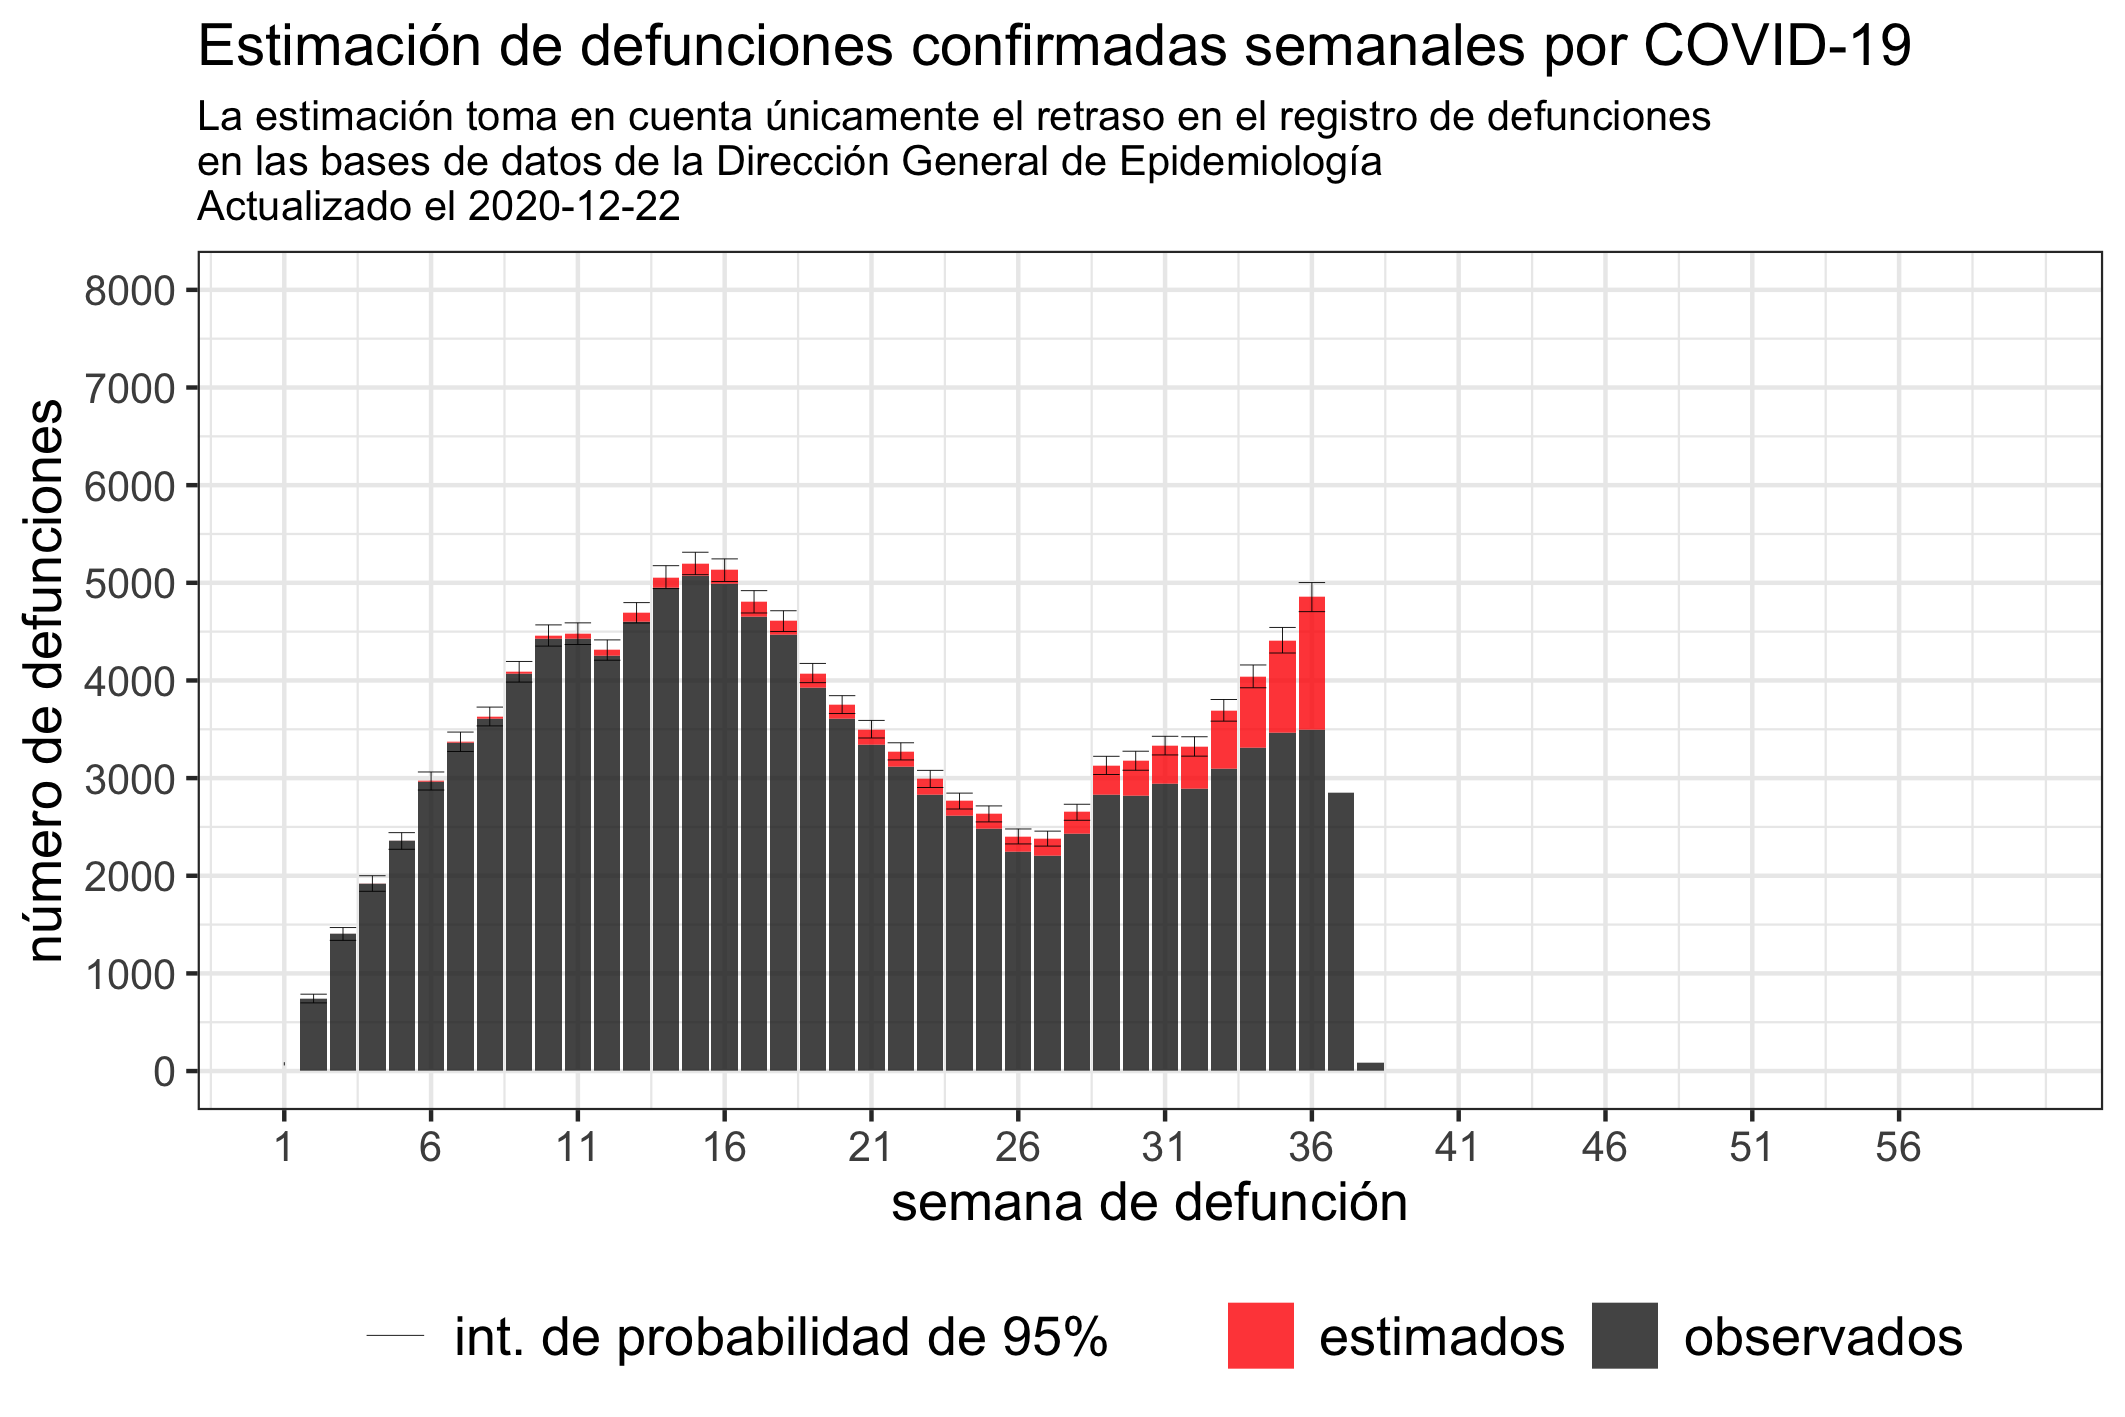 Estimación de defunciones confirmadas semanales por COVID-19
La estimación toma en cuenta únicamente el retraso en el registro de defunciones
en las bases de datos de la Dirección General de Epidemiología
Actualizado el 2020-12-22
número de defunciones
8000
7000
6000
5000
4000
3000
2000
1000
0
1 6 11 16 21 26 31 36 41 46 51 56
semana de defunción
int. de probabilidad de 95% estimados observados